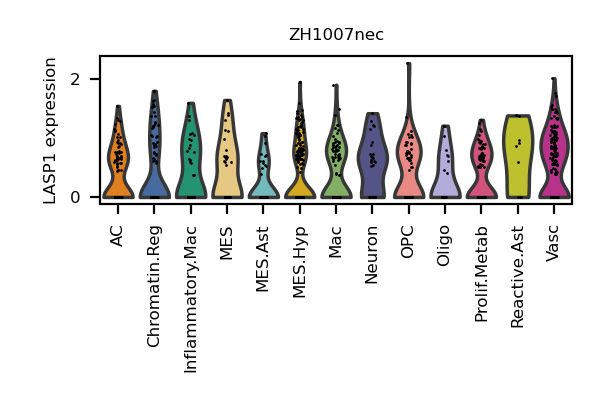 ZH1007nec
LASP1 expression
2
0
AC
Chromatin.Reg
Inflammatory.Mac
MES
MES.Ast
MES.Hyp
Mac
Neuron
OPC
Oligo
Prolif.Metab
Reactive.Ast
Vasc